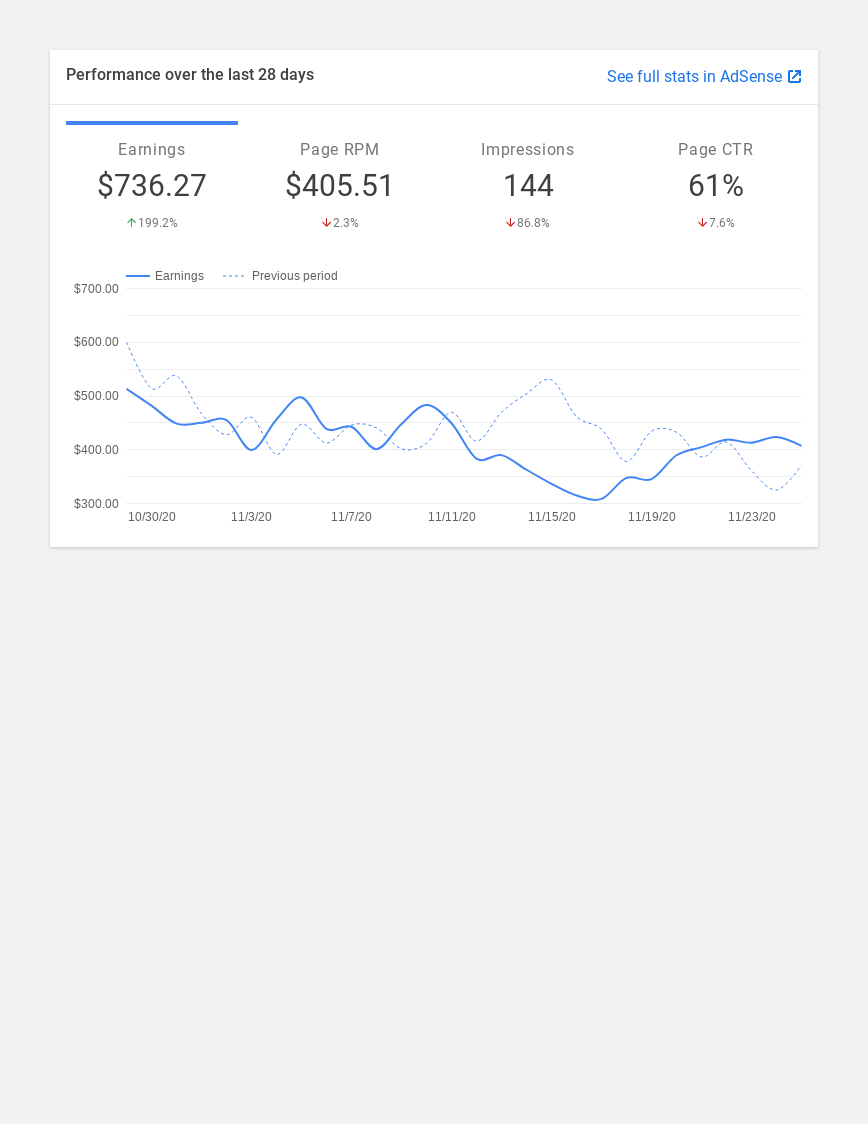 Performance over the last 28 days
See full stats in AdSense
Earnings Page RPM Impressions Page CTR
$736.27 $405.51 144 61%
199.2% 2.3% 86.8% 7.6%
Earnings Previous period
$700.00
$600.00
$500.00
$400.00
$300.00
10/30/20 11/3/20 11/7/20 11/11/20 11/15/20 11/19/20 11/23/20